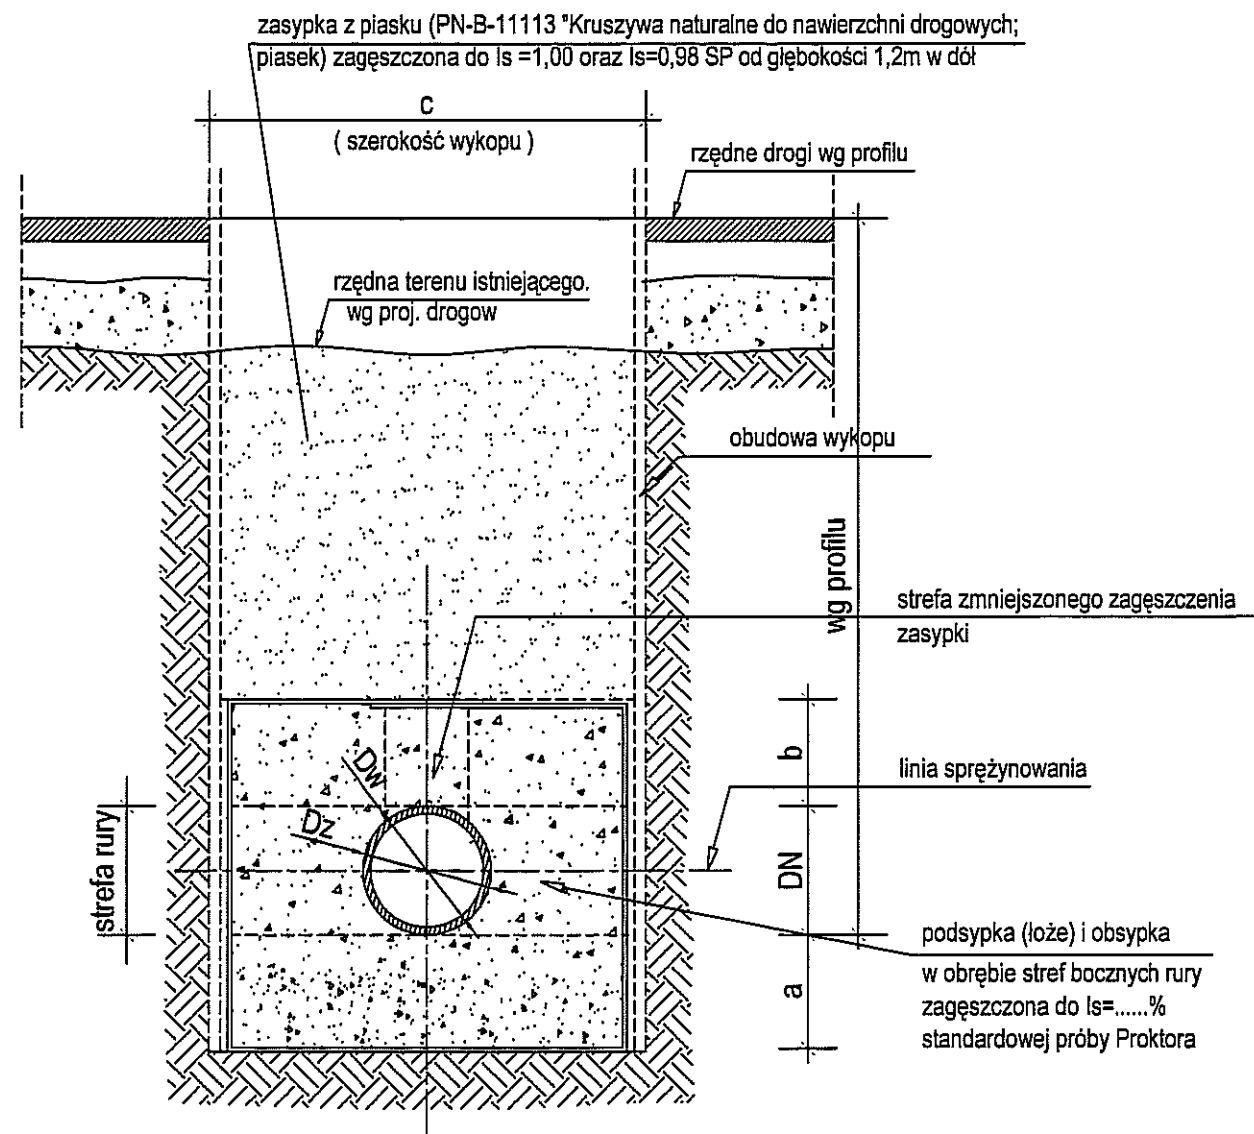 zasypka z piasku (PN-B-11113 "Kruszywa naturalne do nawierzchni drogowych;
piasek) zagęszczona do Is =1,00 oraz Is=0,98 SP od głębokości 1,2m w dół
C
( szerokość wykopu )
rzędne drogi wg profilu
rzędna terenu istniejącego.
wg proj. drogow
obudowa wykopu
wg profilu
strefa zmniejszonego zagęszczenia
zasypki
b
linia sprężynowania
Dw
Dz
strefa rury
DN
podsypka (łoże) i obsypka
w obrębie stref bocznych rury
zagęszczona do Is=......%
standardowej próby Proktora
a